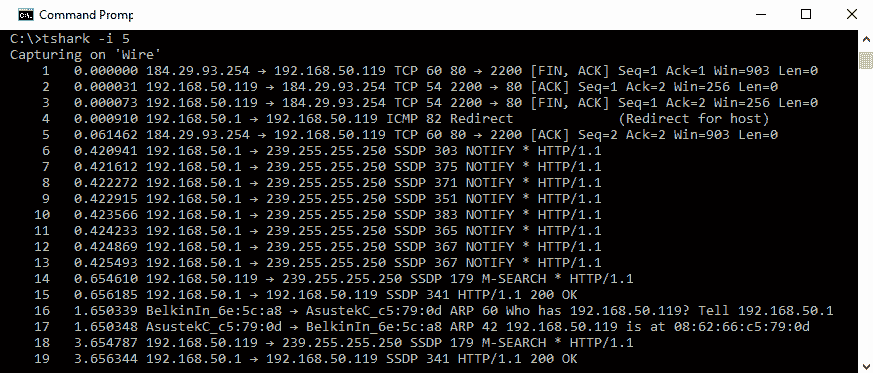 Command Promp
C:\>tshark -i 5
Capturing on 'Wire'
1 0.000000 184.29.93.254 → 192.168.50.119 TCP 60 80 → 2200 [FIN, ACK] Seq=1 Ack=1 Win=903 Len=0
2 0.000031 192.168.50.119 → 184.29.93.254 TCP 54 2200 → 80 [ACK] Seq=1 Ack=2 Win=256 Len=0
3 0.000073 192.168.50.119 → 184.29.93.254 TCP 54 2200 → 80 [FIN, ACK] Seq=1 Ack=2 Win=256 Len=0
4 0.000910 192.168.50.1 → 192.168.50.119 ICMP 82 Redirect (Redirect for host)
5 0.061462 184.29.93.254 → 192.168.50.119 TCP 60 80 → 2200 [ACK] Seq=2 Ack=2 Win=903 Len=0
6 0.420941 192.168.50.1 → 239.255.255.250 SSDP 303 NOTIFY * HTTP/1.1
7 0.421612 192.168.50.1 → 239.255.255.250 SSDP 375 NOTIFY * HTTP/1.1
8 0.422272 192.168.50.1 → 239.255.255.250 SSDP 371 NOTIFY * HTTP/1.1
9 0.422915 192.168.50.1 → 239.255.255.250 SSDP 351 NOTIFY * HTTP/1.1
10 0.423566 192.168.50.1 → 239.255.255.250 SSDP 383 NOTIFY * HTTP/1.1
11 0.424233 192.168.50.1 → 239.255.255.250 SSDP 365 NOTIFY * HTTP/1.1
12 0.424869 192.168.50.1 → 239.255.255.250 SSDP 367 NOTIFY * HTTP/1.1
13 0.425493 192.168.50.1 → 239.255.255.250 SSDP 367 NOTIFY * HTTP/1.1
14 0.654610 192.168.50.119 → 239.255.255.250 SSDP 179 M-SEARCH * HTTP/1.1
15 0.656185 192.168.50.1 → 192.168.50.119 SSDP 341 HTTP/1.1 200 OK
16 1.650339 BelkinIn_6e:5c:a8 → AsustekC_c5:79:0d ARP 60 Who has 192.168.50.119? Tell 192.168.50.1
17 1.650348 AsustekC_c5:79:0d → BelkinIn_6e:5c:a8 ARP 42 192.168.50.119 is at 08:62:66:c5:79:0d
18 3.654787 192.168.50.119 → 239.255.255.250 SSDP 179 M-SEARCH * HTTP/1.1
19 3.656344 192.168.50.1 → 192.168.50.119 SSDP 341 HTTP/1.1 200 OK